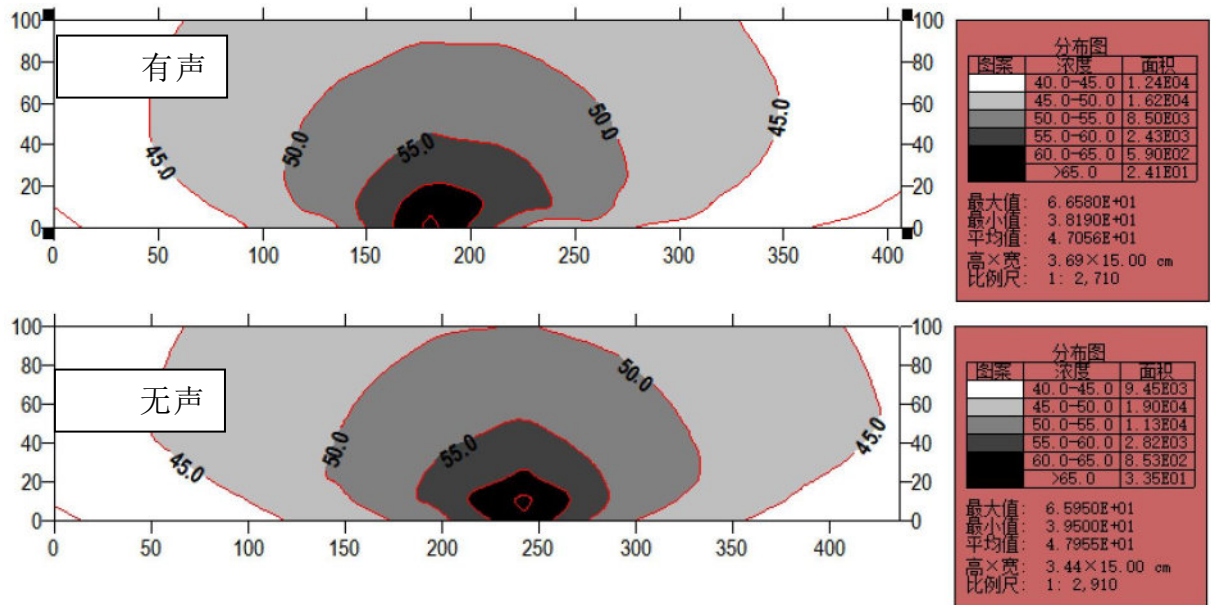 100
80
60
40
20
0
有声
45.0
50.0
55.0
50.0
45.0
100
80
60
40
20
0
0 50 100 150 200 250 300 350 400
分布图
图案 浓度 面积
40.0-45.0 1.24E04
45.0-50.0 1.62E04
50.0-55.0 8.50E03
55.0-60.0 2.43E03
60.0-65.0 5.90E02
>65.0 2.41E01
最大值: 6.6580E+01
最小值: 3.8190E+01
平均值: 4.7056E+01
高×宽: 3.69×15.00 cm
比例尺: 1: 2,710
100
80
60
40
20
0
无声
45.0
50.0
55.0
50.0
45.0
100
80
60
40
20
0
0 50 100 150 200 250 300 350 400
分布图
图案 浓度 面积
40.0-45.0 9.45E03
45.0-50.0 1.90E04
50.0-55.0 1.13E04
55.0-60.0 2.82E03
60.0-65.0 8.53E02
>65.0 3.35E01
最大值: 6.5950E+01
最小值: 3.9500E+01
平均值: 4.7955E+01
高×宽: 3.44×15.00 cm
比例尺: 1: 2,910